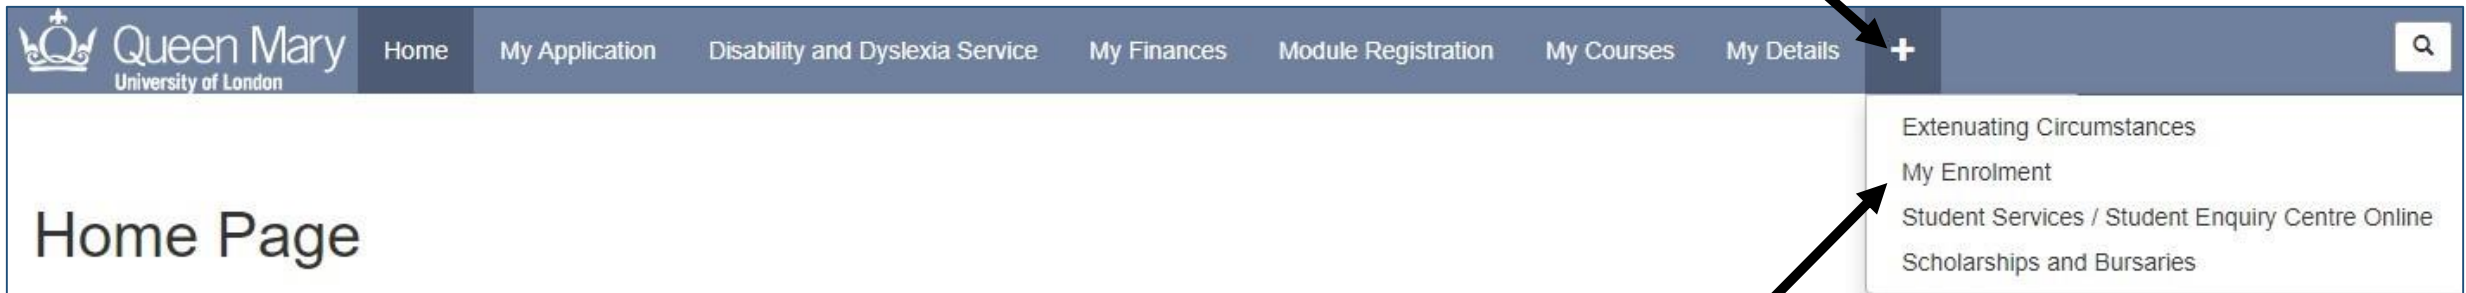 Queen Mary
University of London
Home My Application Disability and Dyslexia Service My Finances Module Registration My Courses My Details +
Extenuating Circumstances
My Enrolment
Student Services / Student Enquiry Centre Online
Scholarships and Bursaries
Home Page